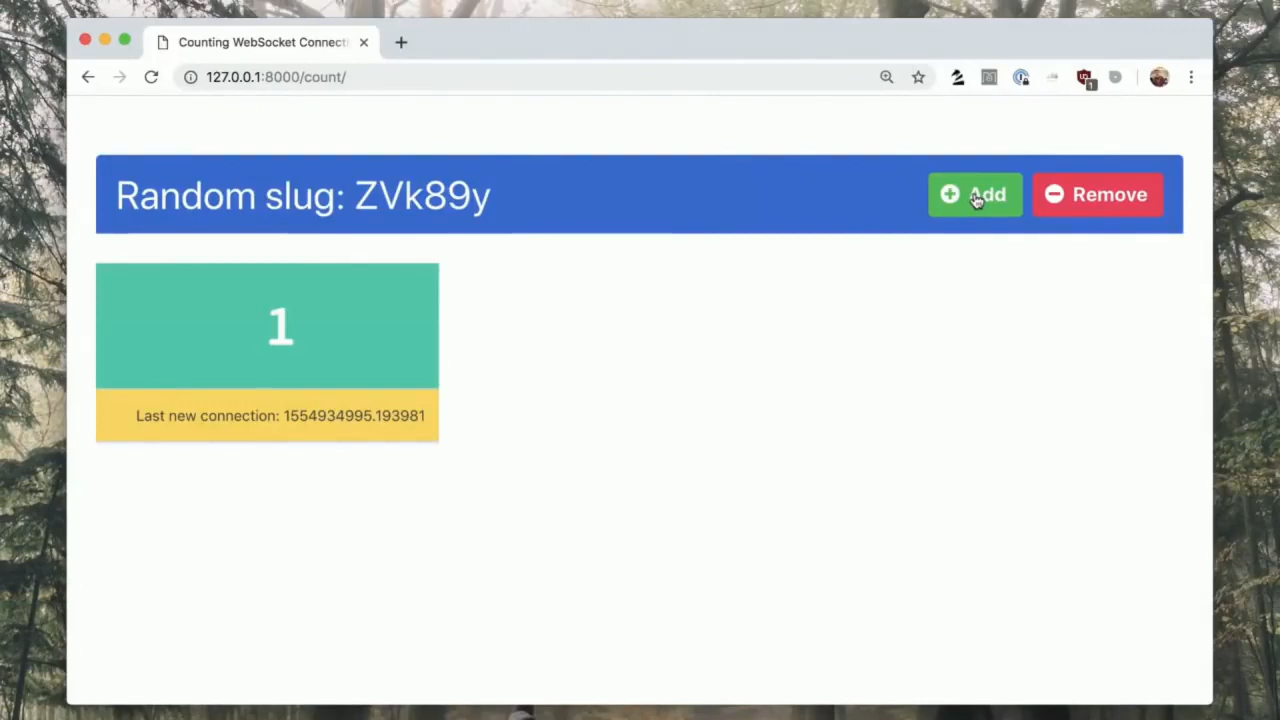 Counting WebSocket Connecti
127.0.0.1:8000/count/
1
Random slug: ZVk89y
Add
Remove
1
Last new connection: 1554934995.193981